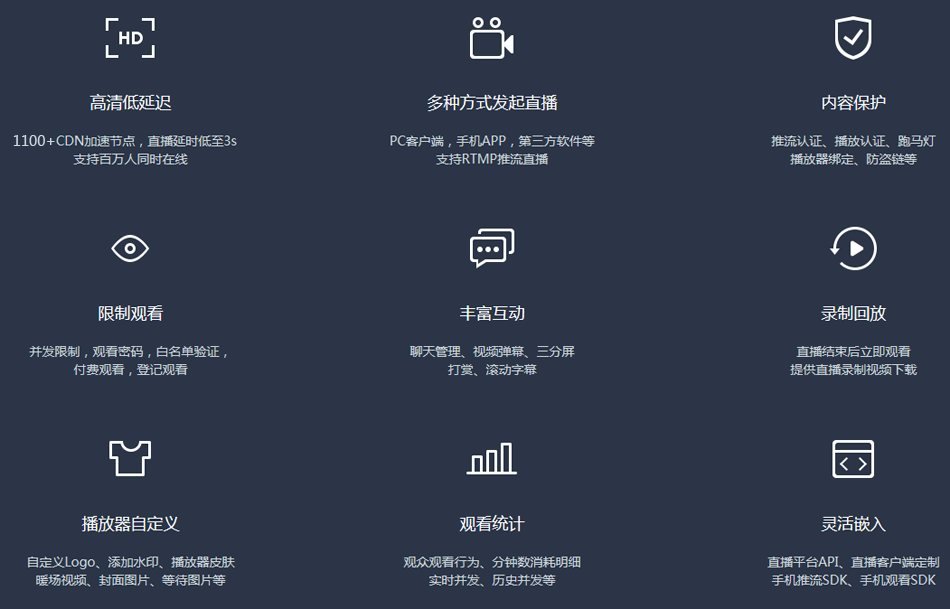 HD
高清低延迟
1100+CDN加速节点，直播延时低至3s
支持百万人同时在线
多种方式发起直播
PC客户端，手机APP，第三方软件等
支持RTMP推流直播
内容保护
推流认证、播放认证、跑马灯
播放器绑定、防盗链等
限制观看
并发限制，观看密码，白名单验证，
付费观看，登记观看
丰富互动
聊天管理、视频弹幕、三分屏
打赏、滚动字幕
录制回放
直播结束后立即观看
提供直播录制视频下载
播放器自定义
自定义Logo、添加水印、播放器皮肤
暖场视频、封面图片、等待图片等
观看统计
观众观看行为、分钟数消耗明细
实时并发、历史并发等
灵活嵌入
直播平台API、直播客户端定制
手机推流SDK、手机观看SDK